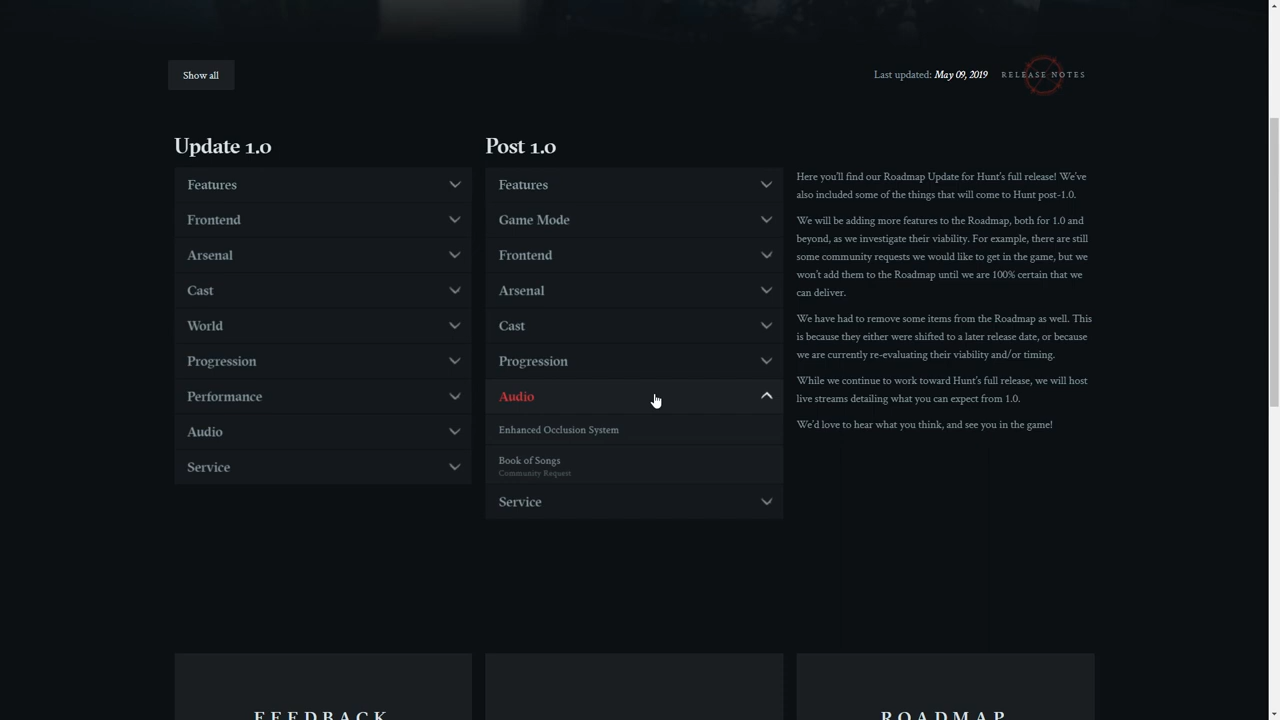 Show all
Last updated: May 09, 2019
RELEASE NOTES
Update 1.0
Features
Frontend
Arsenal
Cast
World
Progression
Performance
Audio
Service
Post 1.0
Features
Game Mode
Frontend
Arsenal
Cast
Progression
Audio
Enhanced Occlusion System
Book of Songs
Community Request
Service
Here you'll find our Roadmap Update for Hunt's full release! We've
also included some of the things that will come to Hunt post-1.0.
We will be adding more features to the Roadmap, both for 1.0 and
beyond, as we investigate their viability. For example, there are still
some community requests we would like to get in the game, but we
won't add them to the Roadmap until we are 100% certain that we
can deliver.
We have had to remove some items from the Roadmap as well. This
is because they either were shifted to a later release date, or because
we are currently re-evaluating their viability and/or timing.
While we continue to work toward Hunt's full release, we will host
live streams detailing what you can expect from 1.0.
We'd love to hear what you think, and see you in the game!
FEEDBACK
ROADMAP